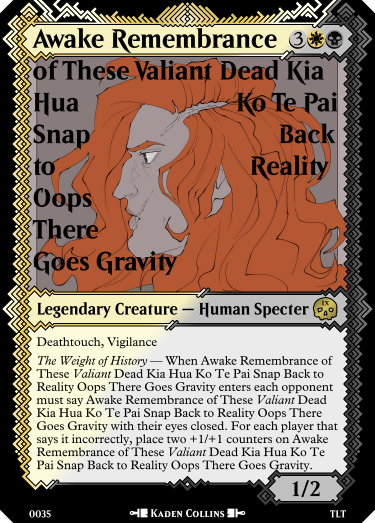 Awake Remembrance 3
of These Valiant Dead Kia
Hua Ko Te Pai
Snap Back
to Reality
Oops
There
Goes Gravity
Legendary Creature — Human Specter
Deathtouch, Vigilance
The Weight of History — When Awake Remembrance of
These Valiant Dead Kia Hua Ko Te Pai Snap Back to
Reality Oops There Goes Gravity enters each opponent
must say Awake Remembrance of These Valiant Dead
Kia Hua Ko Te Pai Snap Back to Reality Oops There
Goes Gravity with their eyes closed. For each player that
says it incorrectly, place two +1/+1 counters on Awake
Remembrance of These Valiant Dead Kia Hua Ko Te
Pai Snap Back to Reality Oops There Goes Gravity.
1/2
0035 KADEN COLLINS TLT